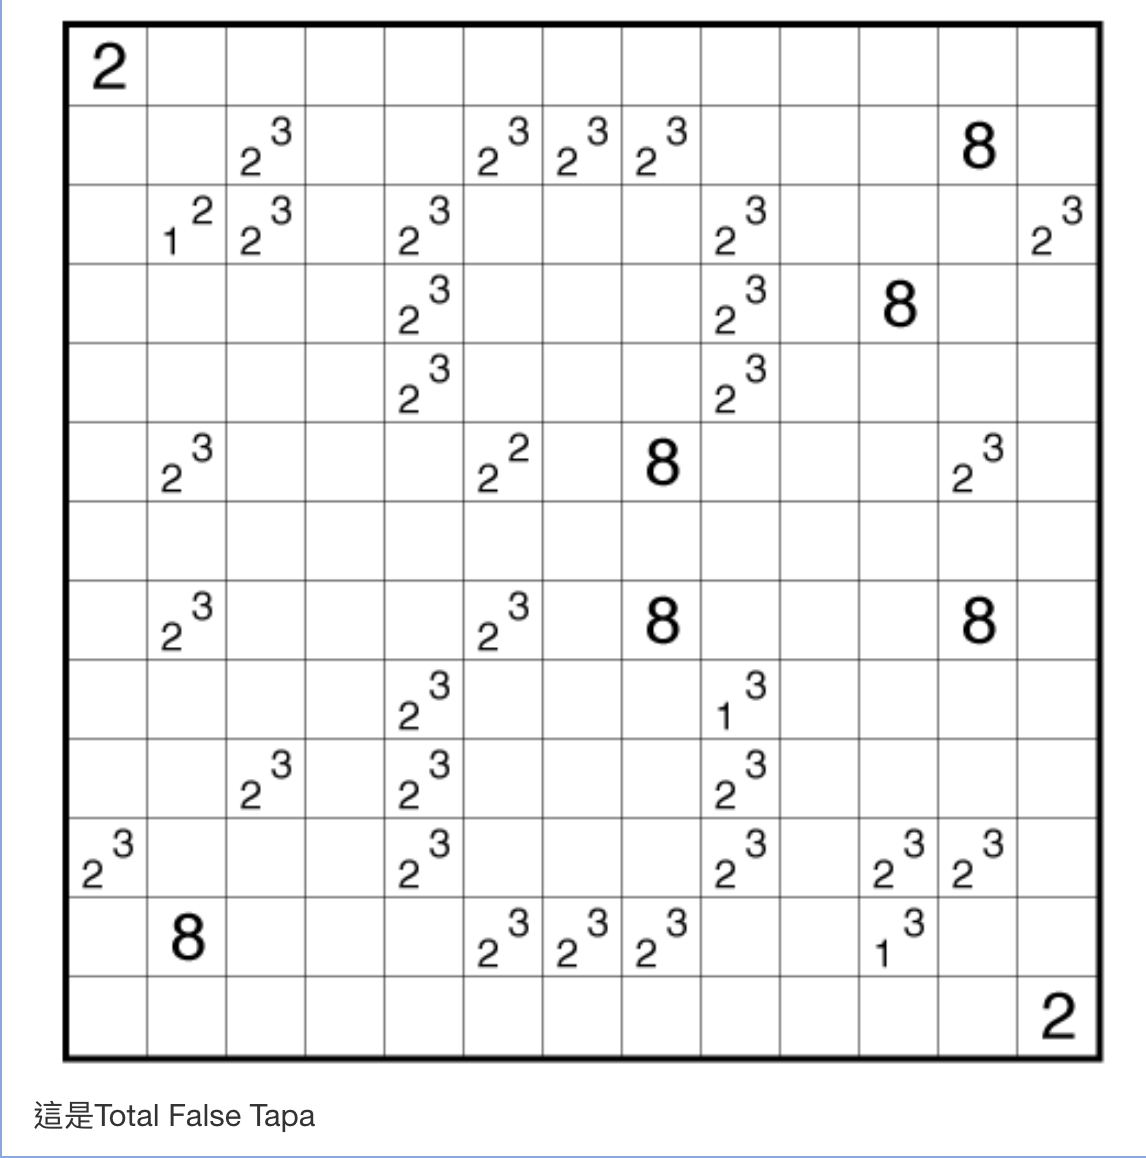 2
2 3 2 3 2 3 2 3 8
1 2 2 3 2 3 2 3 2 3
2 3 2 3 8
2 3 2 3
2 3 2 2 8 2 3
2 3 2 3 8 8
2 3 1 3
2 3 2 3 2 3
2 3 2 3 2 3 2 3 2 3
8 2 3 2 3 2 3 1 3
2
這是Total False Tapa